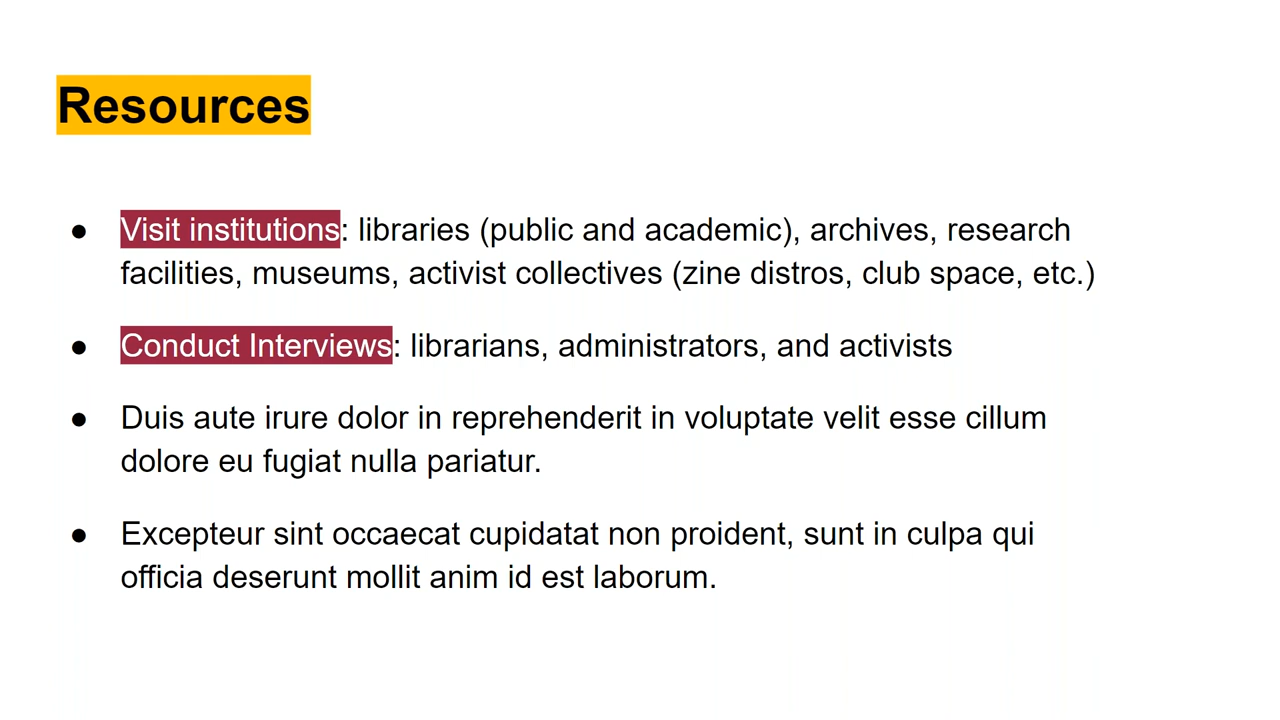 Resources
● Visit institutions: libraries (public and academic), archives, research
facilities, museums, activist collectives (zine distros, club space, etc.)
● Conduct Interviews: librarians, administrators, and activists
● Duis aute irure dolor in reprehenderit in voluptate velit esse cillum
dolore eu fugiat nulla pariatur.
● Excepteur sint occaecat cupidatat non proident, sunt in culpa qui
officia deserunt mollit anim id est laborum.